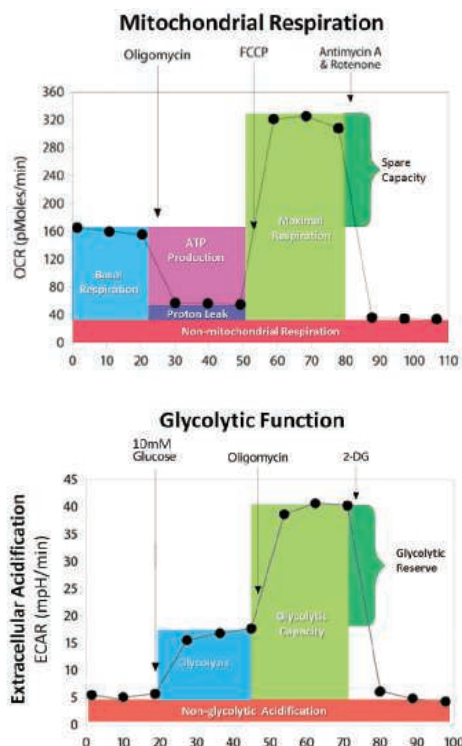 Mitochondrial Respiration
Oligomycin
FCCP
Antimycin A
& Rotenone
OCR (pMoles/min)
360
320
280
240
200
160
120
80
40
0
Basal
Respiration
ATP
Production
Proton Leak
Maximal
Respiration
Spare
Capacity
Non-mitochondrial Respiration
0 10 20 30 40 50 60 70 80 90 100 110
Glycolytic Function
10mM
Glucose
Oligomycin
2-DG
Extracellular Acidification
ECAR (mpH/min)
45
40
35
30
25
20
15
10
5
0
Glycolysis
Glycolytic
Capacity
Glycolytic
Reserve
Non-glycolytic Acidification
0 10 20 30 40 50 60 70 80 90 100